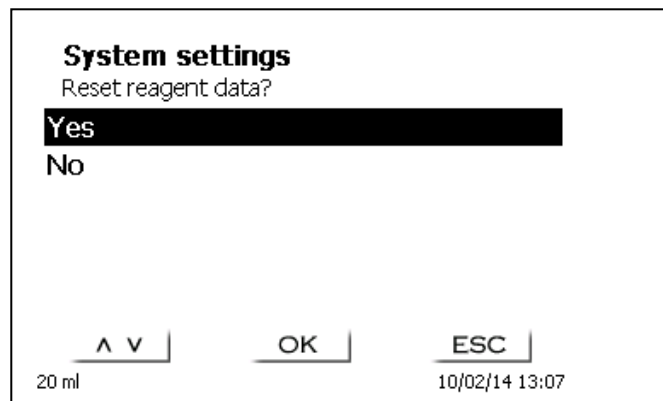 System settings
Reset reagent data?
Yes
No
∧ ∨ OK ESC
20 ml 10/02/14 13:07